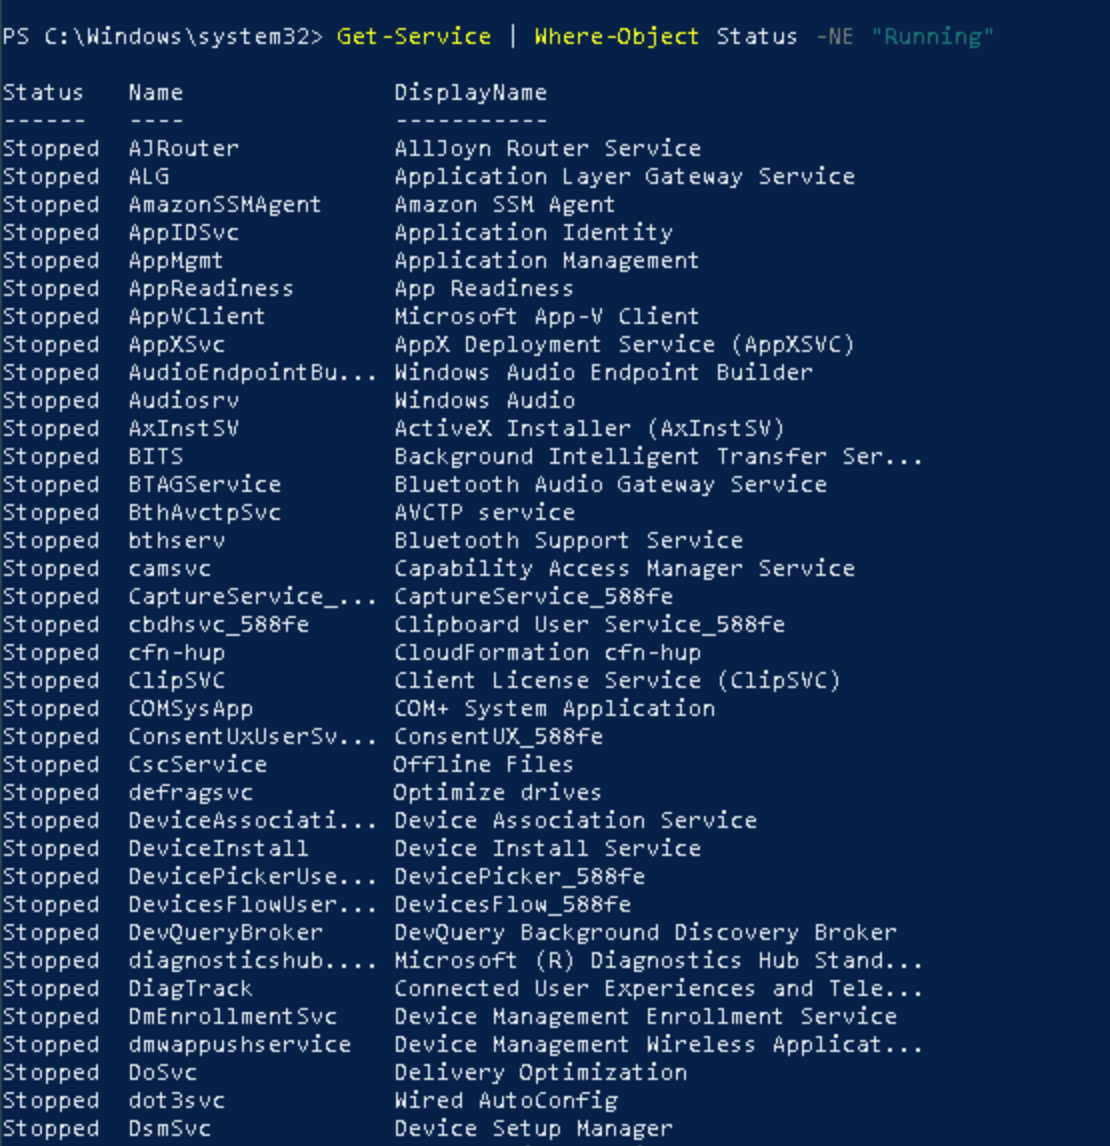 PS C:\Windows\system32> Get-Service | Where-Object Status -NE "Running"
Status Name DisplayName
------ ---- -----------
Stopped AJRouter AllJoyn Router Service
Stopped ALG Application Layer Gateway Service
Stopped AmazonSSMAgent Amazon SSM Agent
Stopped AppIDSvc Application Identity
Stopped AppMgmt Application Management
Stopped AppReadiness App Readiness
Stopped AppVClient Microsoft App-V Client
Stopped AppXSvc AppX Deployment Service (AppXSVC)
Stopped AudioEndpointBu... Windows Audio Endpoint Builder
Stopped Audiosrv Windows Audio
Stopped AxInstSV ActiveX Installer (AxInstSV)
Stopped BITS Background Intelligent Transfer Ser...
Stopped BTAGService Bluetooth Audio Gateway Service
Stopped BthAvctpSvc AVCTP service
Stopped bthserv Bluetooth Support Service
Stopped camsvc Capability Access Manager Service
Stopped CaptureService_... CaptureService_588fe
Stopped cbdhsvc_588fe Clipboard User Service_588fe
Stopped cfn-hup CloudFormation cfn-hup
Stopped ClipSVC Client License Service (ClipSVC)
Stopped COMSysApp COM+ System Application
Stopped ConsentUxUserSv... ConsentUX_588fe
Stopped CscService Offline Files
Stopped defragsvc Optimize drives
Stopped DeviceAssociati... Device Association Service
Stopped DeviceInstall Device Install Service
Stopped DevicePickerUse... DevicePicker_588fe
Stopped DevicesFlowUser... DevicesFlow_588fe
Stopped DevQueryBroker DevQuery Background Discovery Broker
Stopped diagnosticshub.... Microsoft (R) Diagnostics Hub Stand...
Stopped DiagTrack Connected User Experiences and Tele...
Stopped DmEnrollmentSvc Device Management Enrollment Service
Stopped dmwappushservice Device Management Wireless Applicat...
Stopped DoSvc Delivery Optimization
Stopped dot3svc Wired AutoConfig
Stopped DsmSvc Device Setup Manager